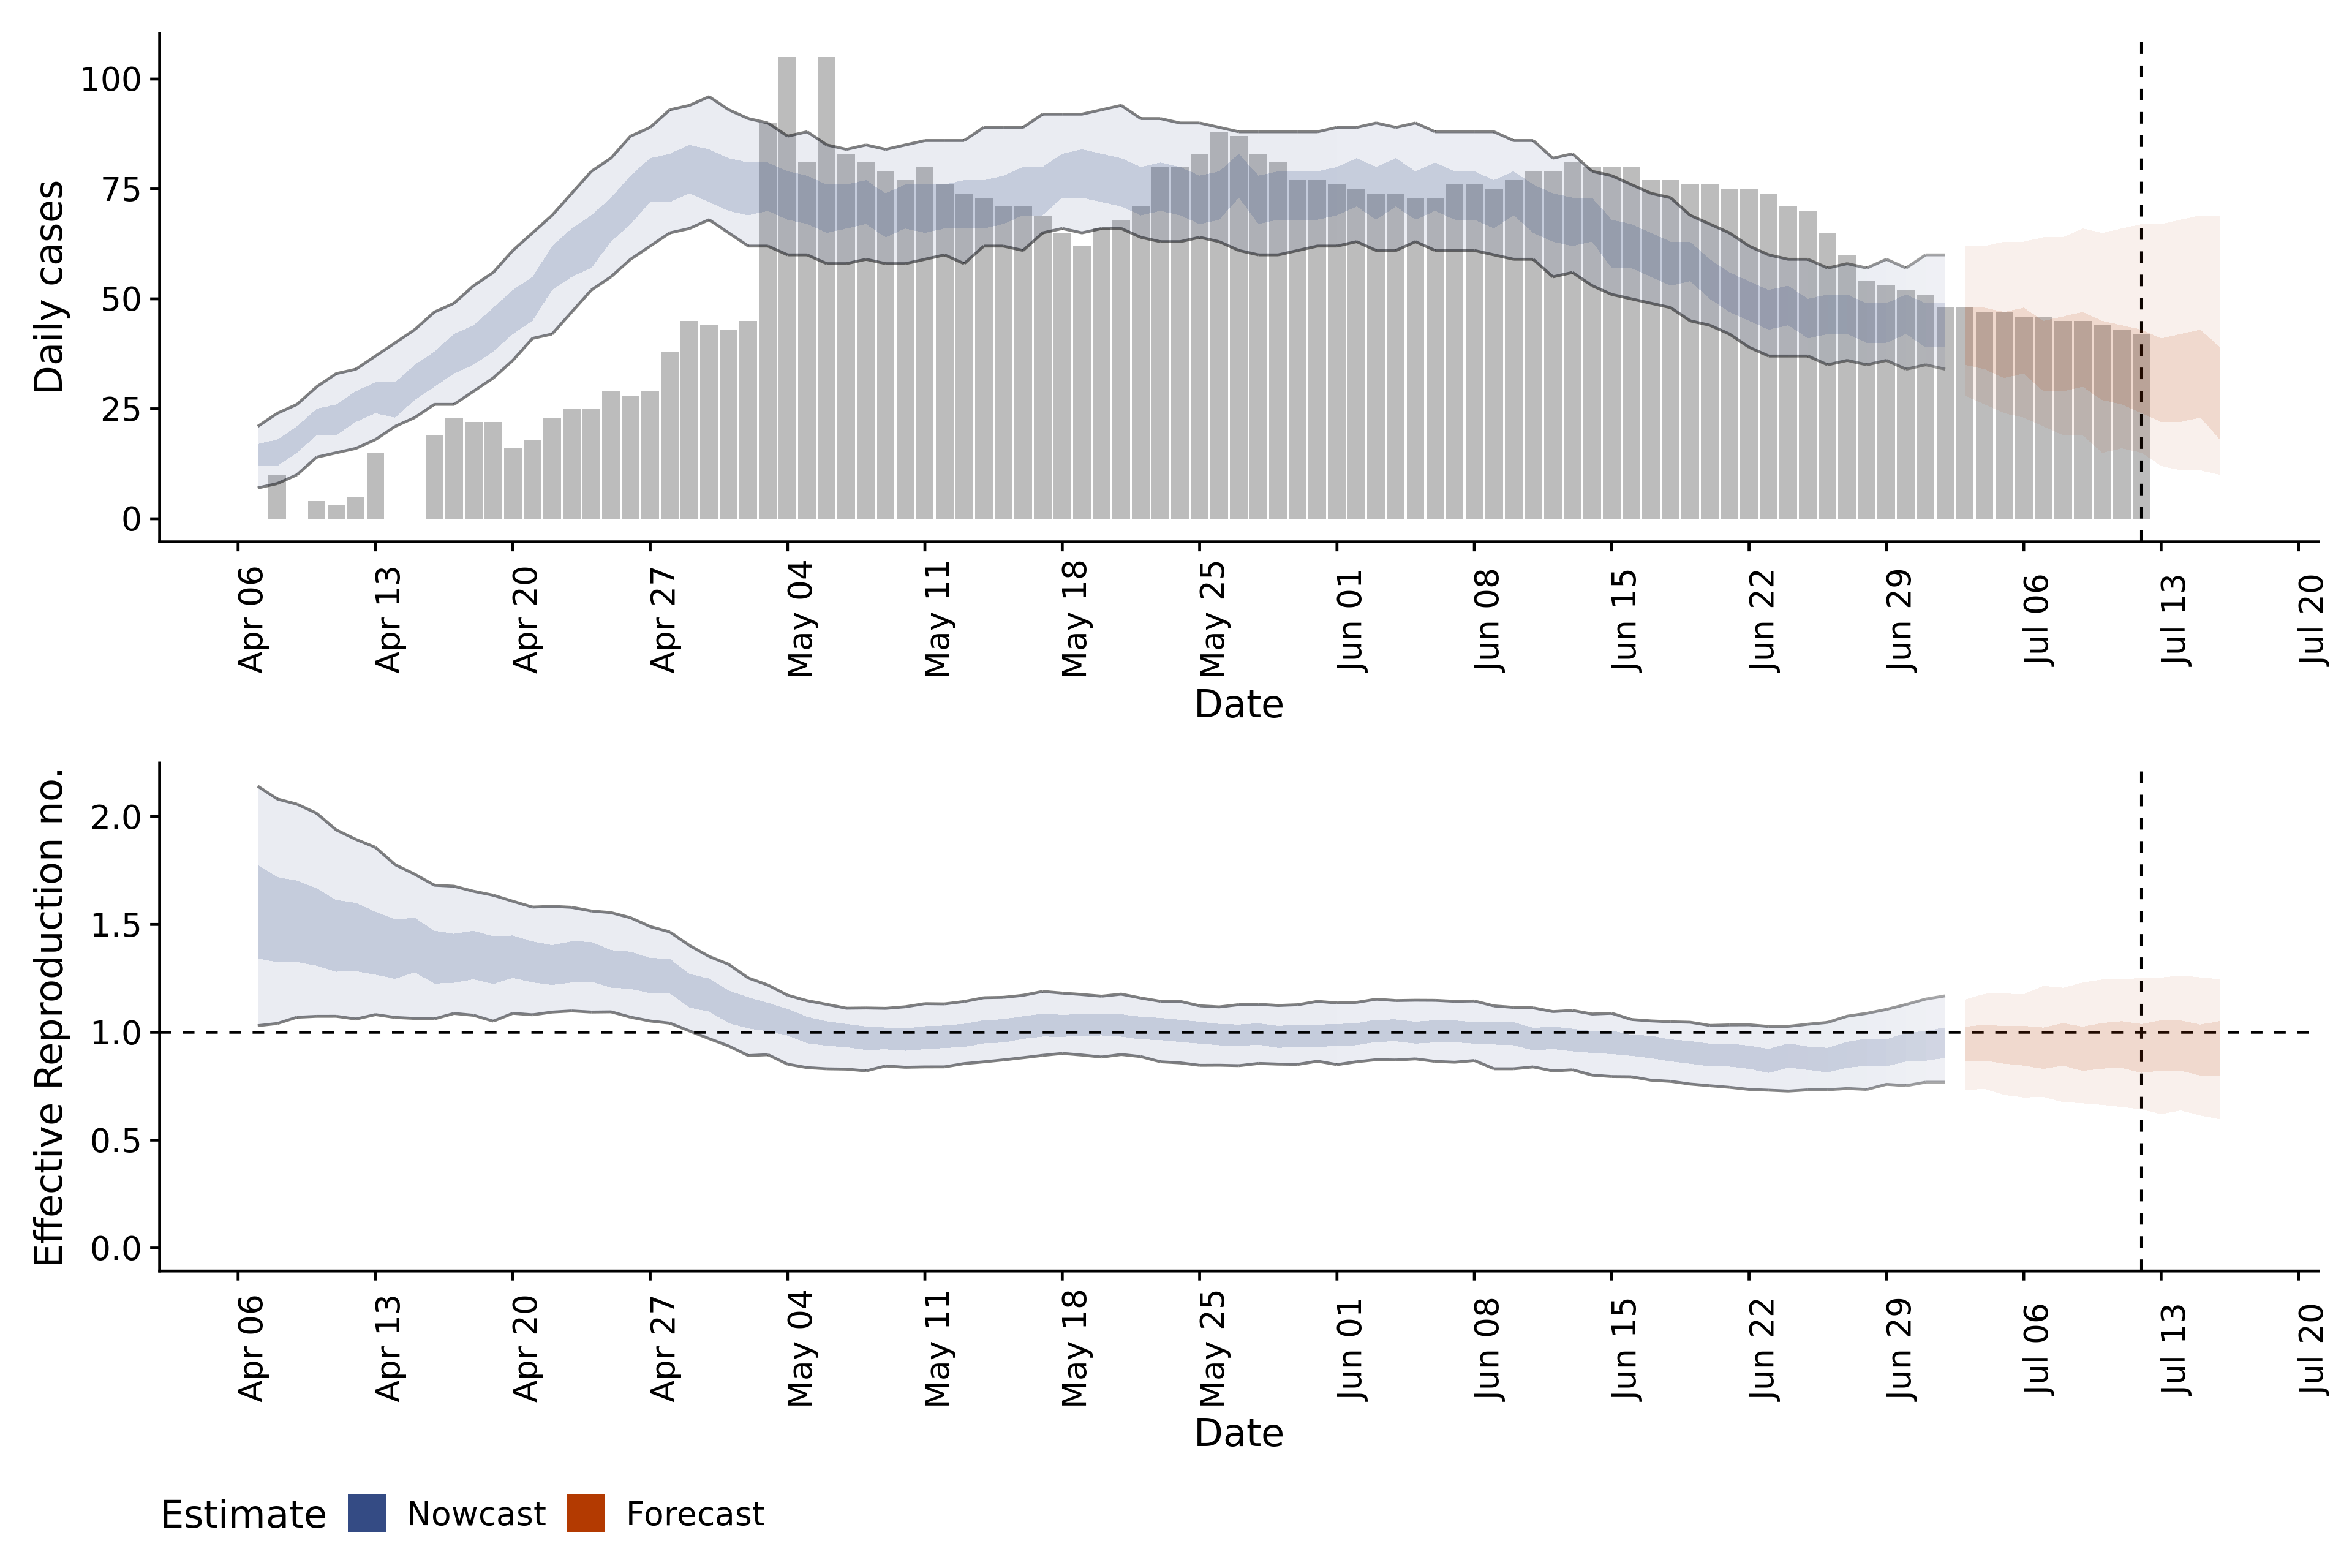 Daily cases
100
75
50
25
0
Apr 06
Apr 13
Apr 20
Apr 27
May 04
May 11
May 18
May 25
Jun 01
Jun 08
Jun 15
Jun 22
Jun 29
Jul 06
Jul 13
Jul 20
Date
Effective Reproduction no.
2.0
1.5
1.0
0.5
0.0
Apr 06
Apr 13
Apr 20
Apr 27
May 04
May 11
May 18
May 25
Jun 01
Jun 08
Jun 15
Jun 22
Jun 29
Jul 06
Jul 13
Jul 20
Date
Estimate Nowcast Forecast